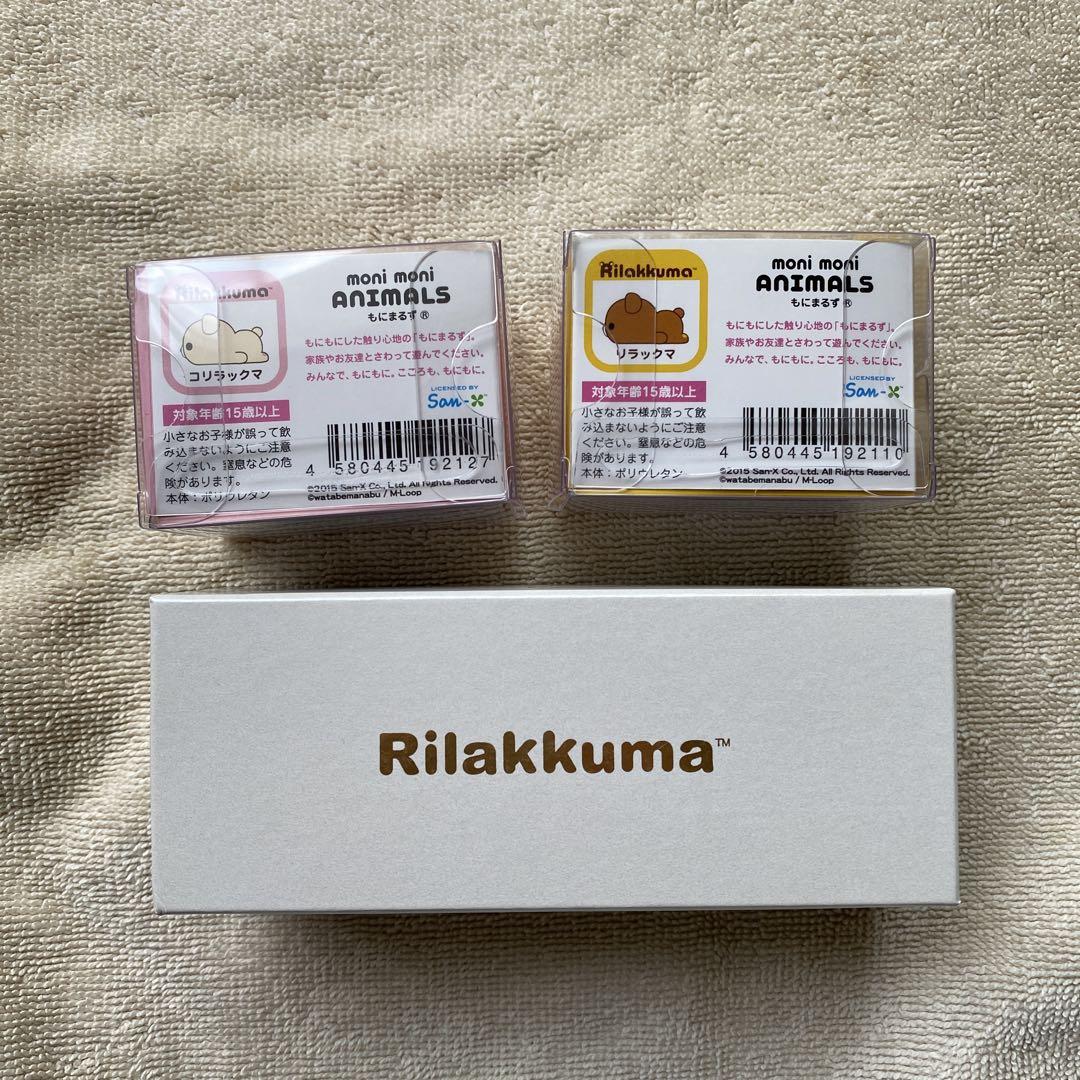 Rilakkuma™
コリラックマ
moni moni
ANIMALS
もにまるず®
もにもにした触り心地の「もにまるず」。
家族やお友達とさわって遊んでください。
みんなで、もにもに。こころも、もにもに。
対象年齢15歳以上
小さなお子様が誤って飲
み込まないようにご注意
ください。窒息などの危
険があります。
本体：ポリウレタン
LICENSED BY
San-X
4 580445 192127
©2015 San-X Co., Ltd. All Rights Reserved.
©watabemanabu / M-Loop
Rilakkuma™
リラックマ
moni moni
ANIMALS
もにまるず®
もにもにした触り心地の「もにまるず」。
家族やお友達とさわって遊んでください。
みんなで、もにもに。こころも、もにもに。
対象年齢15歳以上
小さなお子様が誤って飲
み込まないようにご注意
ください。窒息などの危
険があります。
本体：ポリウレタン
LICENSED BY
San-X
4 580445 192110
©2015 San-X Co., Ltd. All Rights Reserved.
©watabemanabu / M-Loop
Rilakkuma™